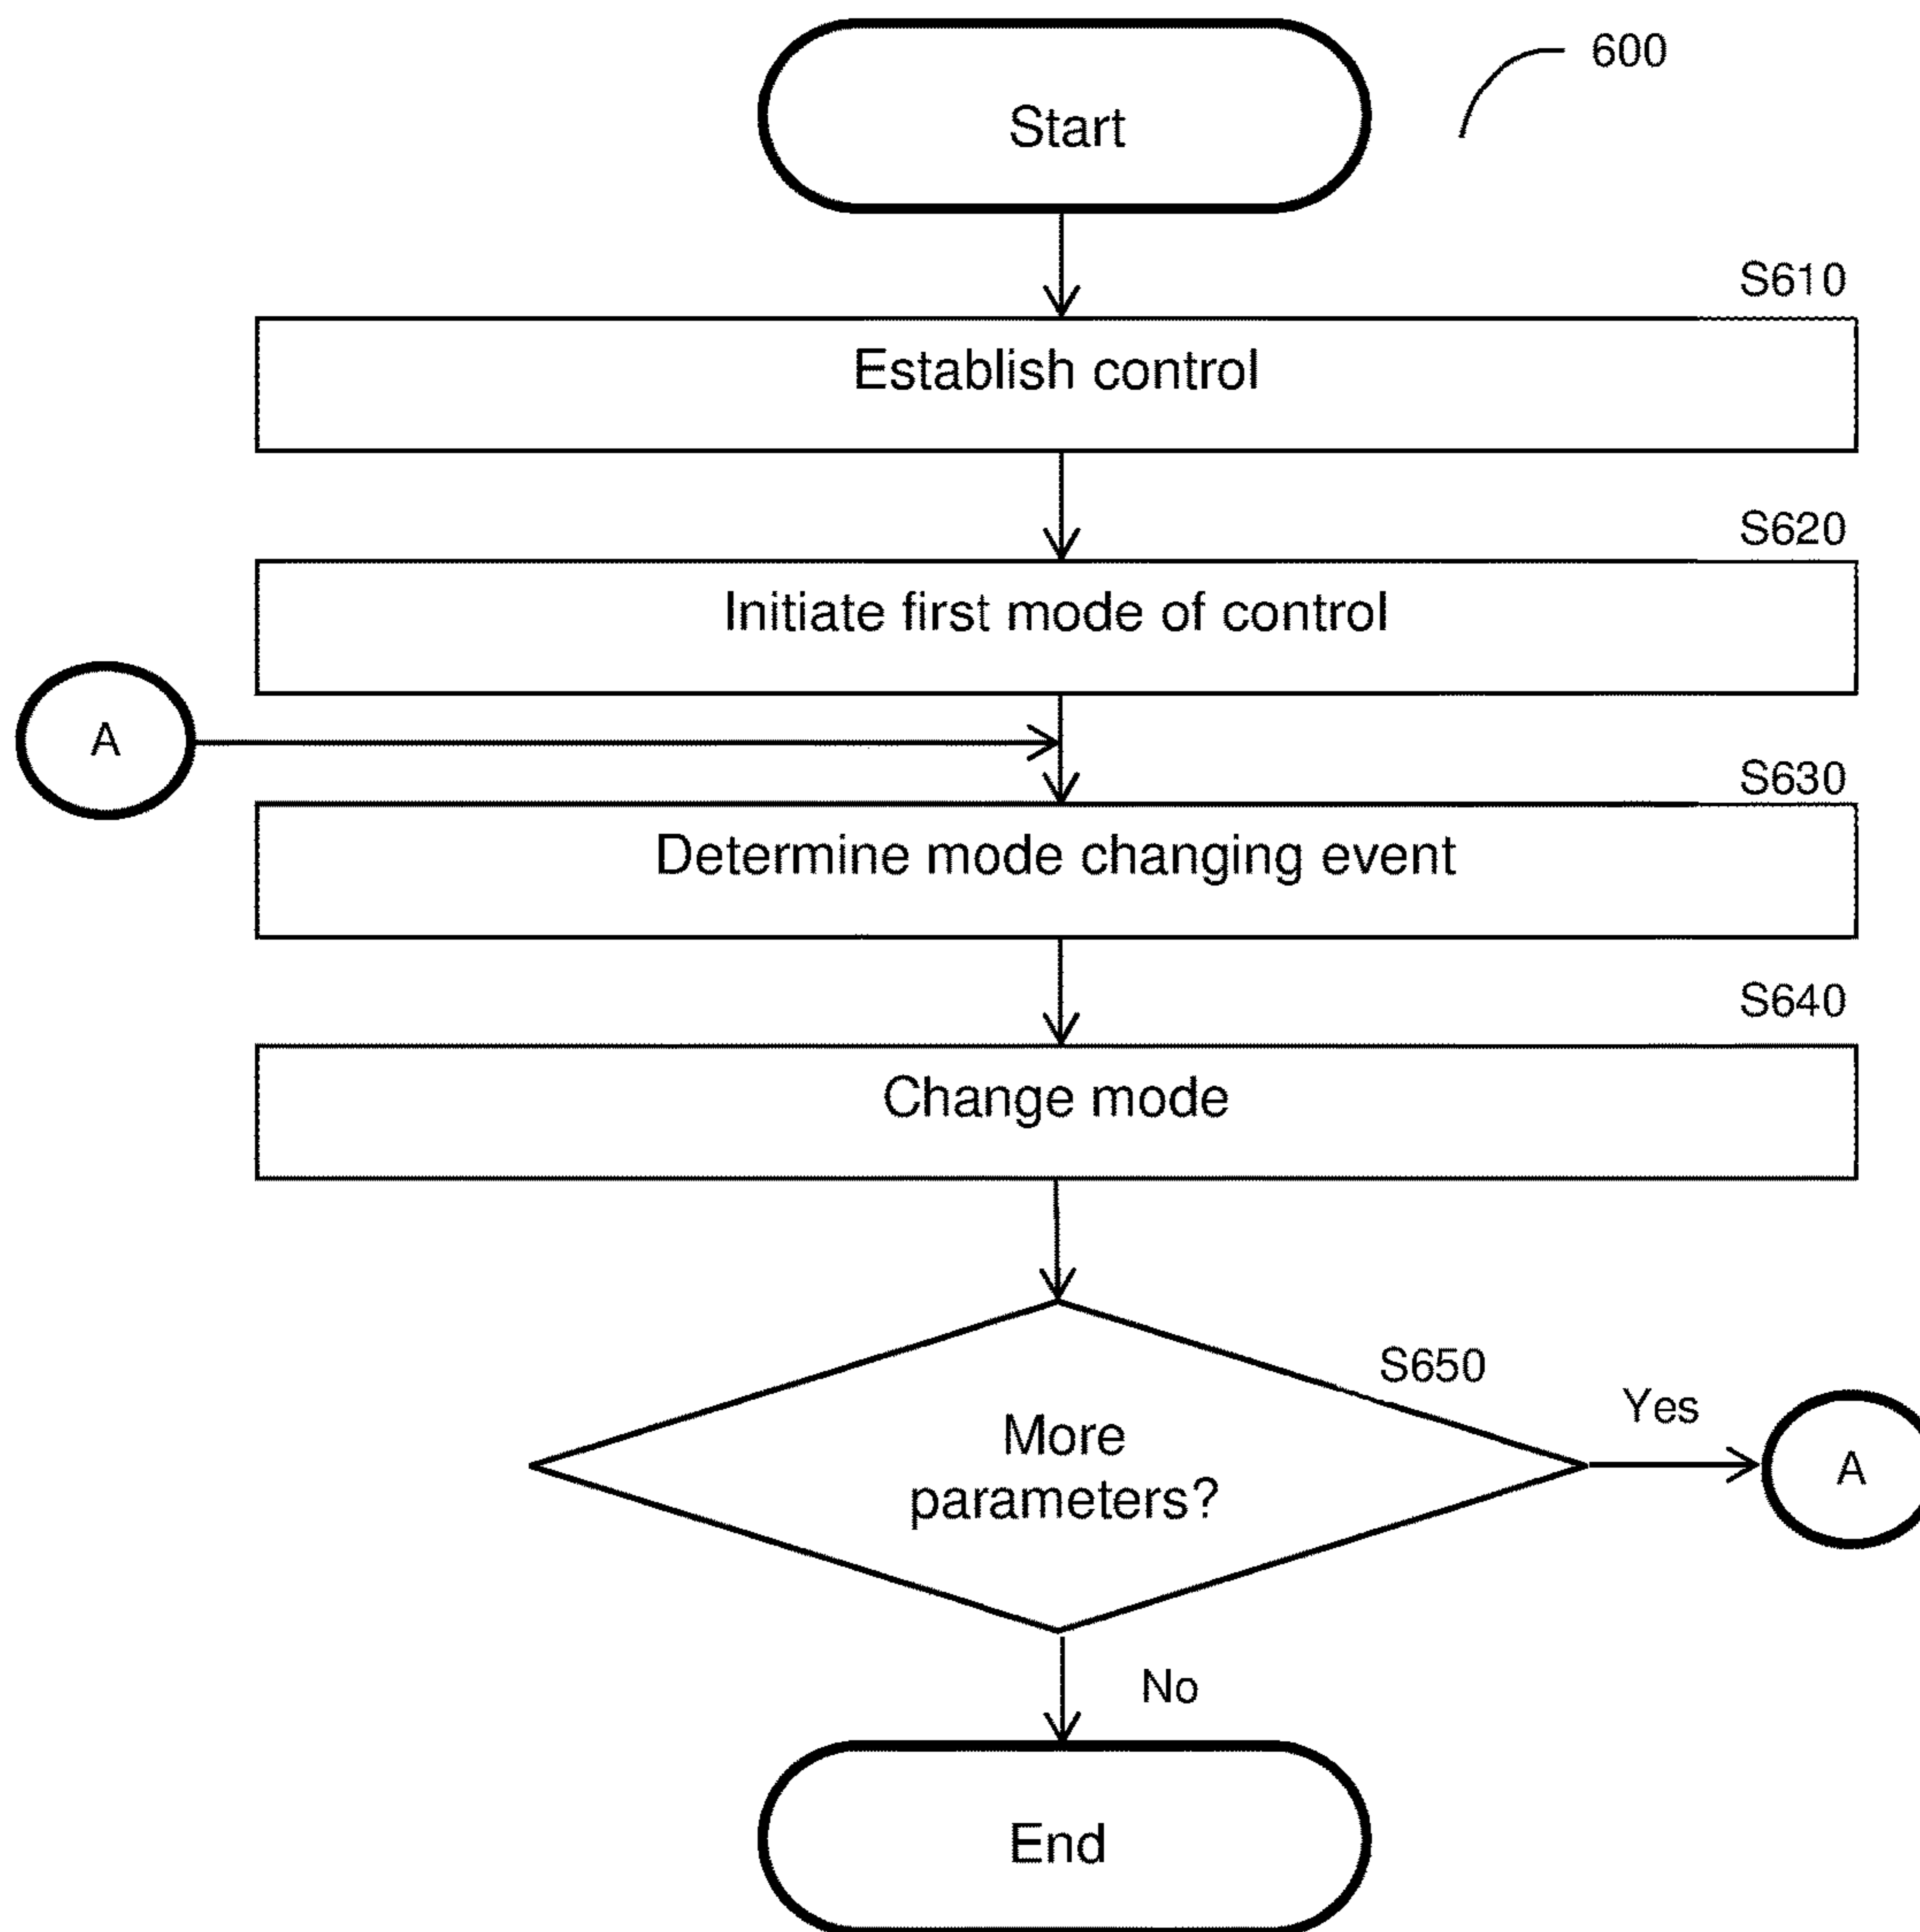 Start
600
S610
Establish control
S620
Initiate first mode of control
A
S630
Determine mode changing event
S640
Change mode
S650
Yes
More
parameters?
A
No
End